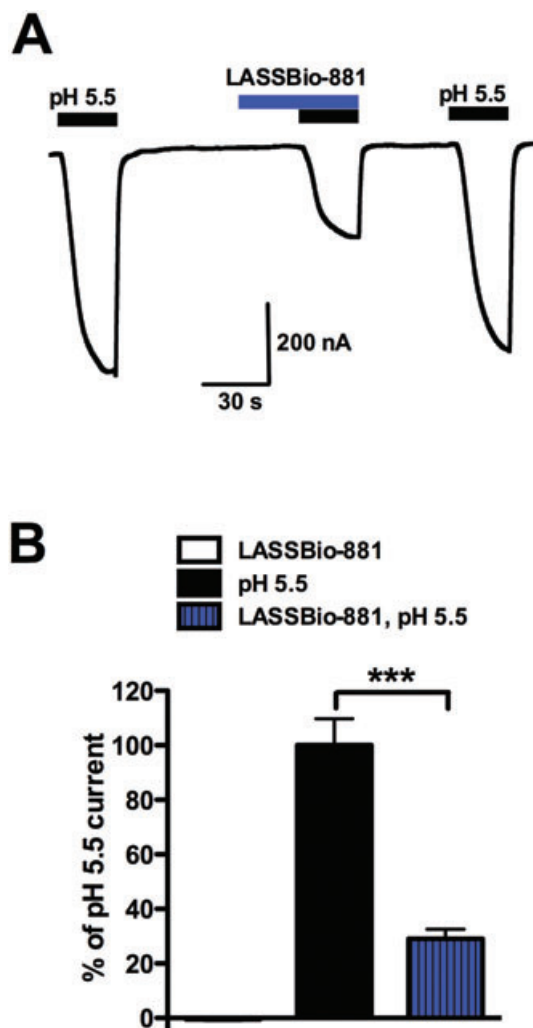 A
LASSBio-881
pH 5.5
pH 5.5
200 nA
30 s
B
LASSBio-881
pH 5.5
LASSBio-881, pH 5.5
***
120
100
80
60
40
20
0
% of pH 5.5 current